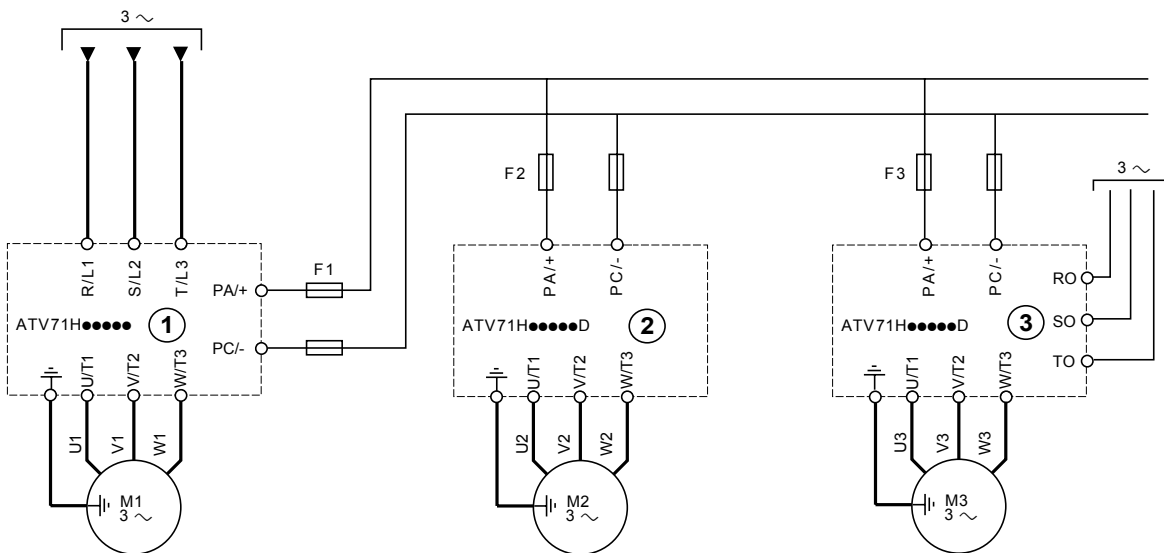 3 ∼
R/L1
S/L2
T/L3
PA/+
F1
ATV71H●●●●●
1
PC/-
U/T1
V/T2
W/T3
U1
V1
W1
M1
3 ∼
F2
PA/+
PC/-
ATV71H●●●●●D
2
U/T1
V/T2
W/T3
U2
V2
W2
M2
3 ∼
F3
3 ∼
PA/+
PC/-
RO
ATV71H●●●●●D
3
SO
TO
U/T1
V/T2
W/T3
U3
V3
W3
M3
3 ∼